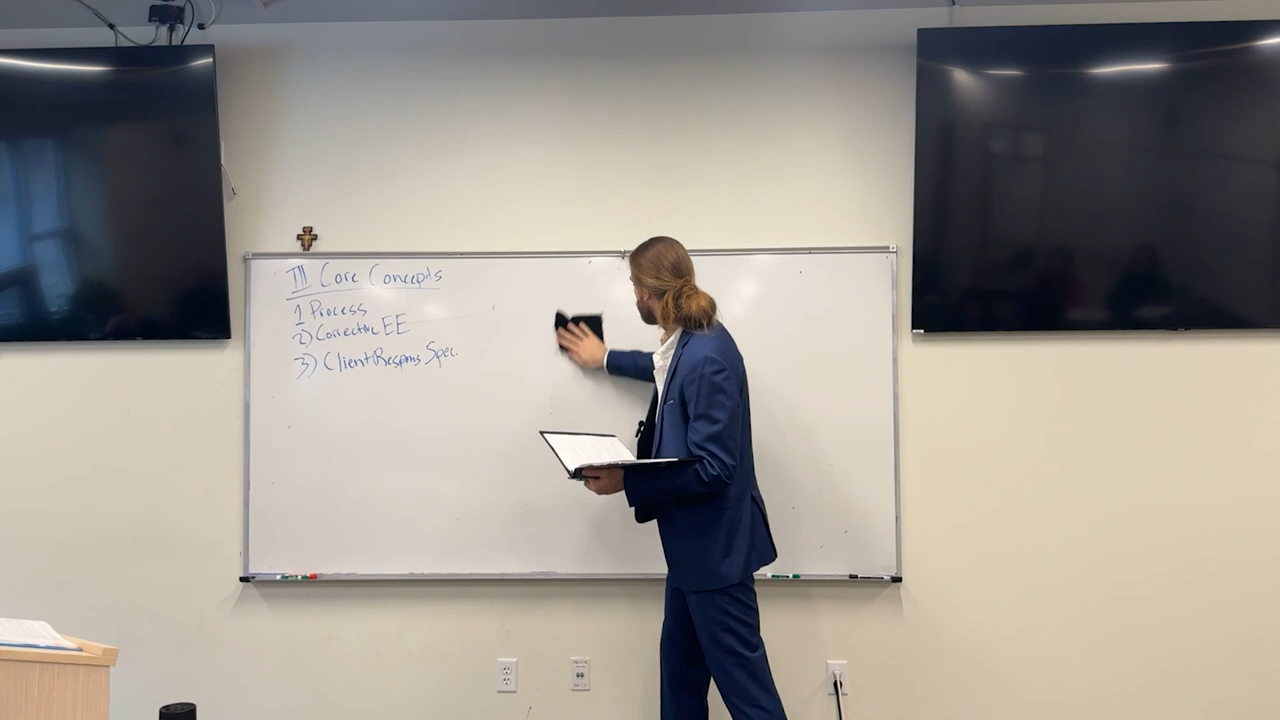 III Core Concepts
1 Process
2) Corrective EE
3) Client Respons Spec.